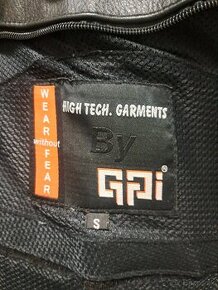 WEAR
without
FEAR
HIGH TECH. GARMENTS
By
GPi®
S